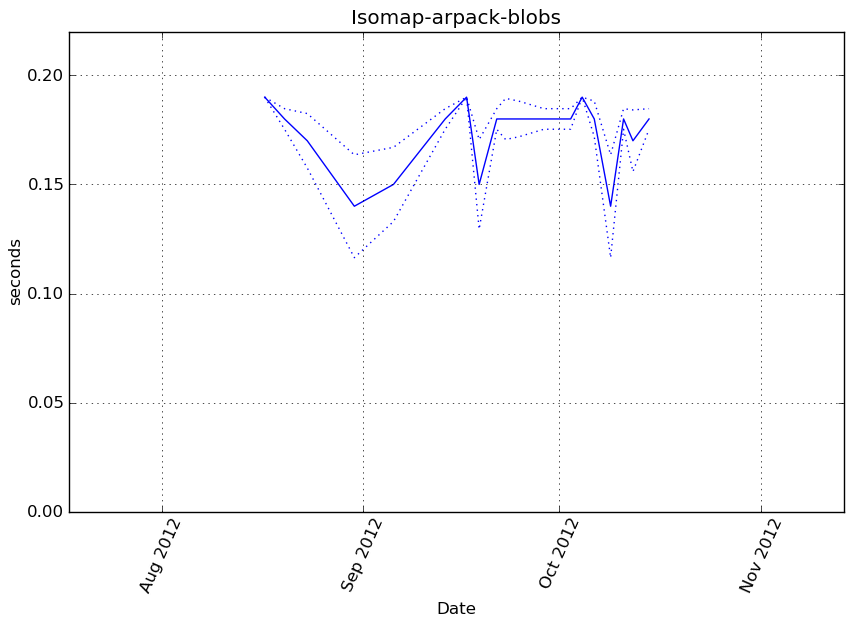 Isomap-arpack-blobs
0.20
0.15
0.10
0.05
0.00
seconds
Aug 2012
Sep 2012
Oct 2012
Nov 2012
Date